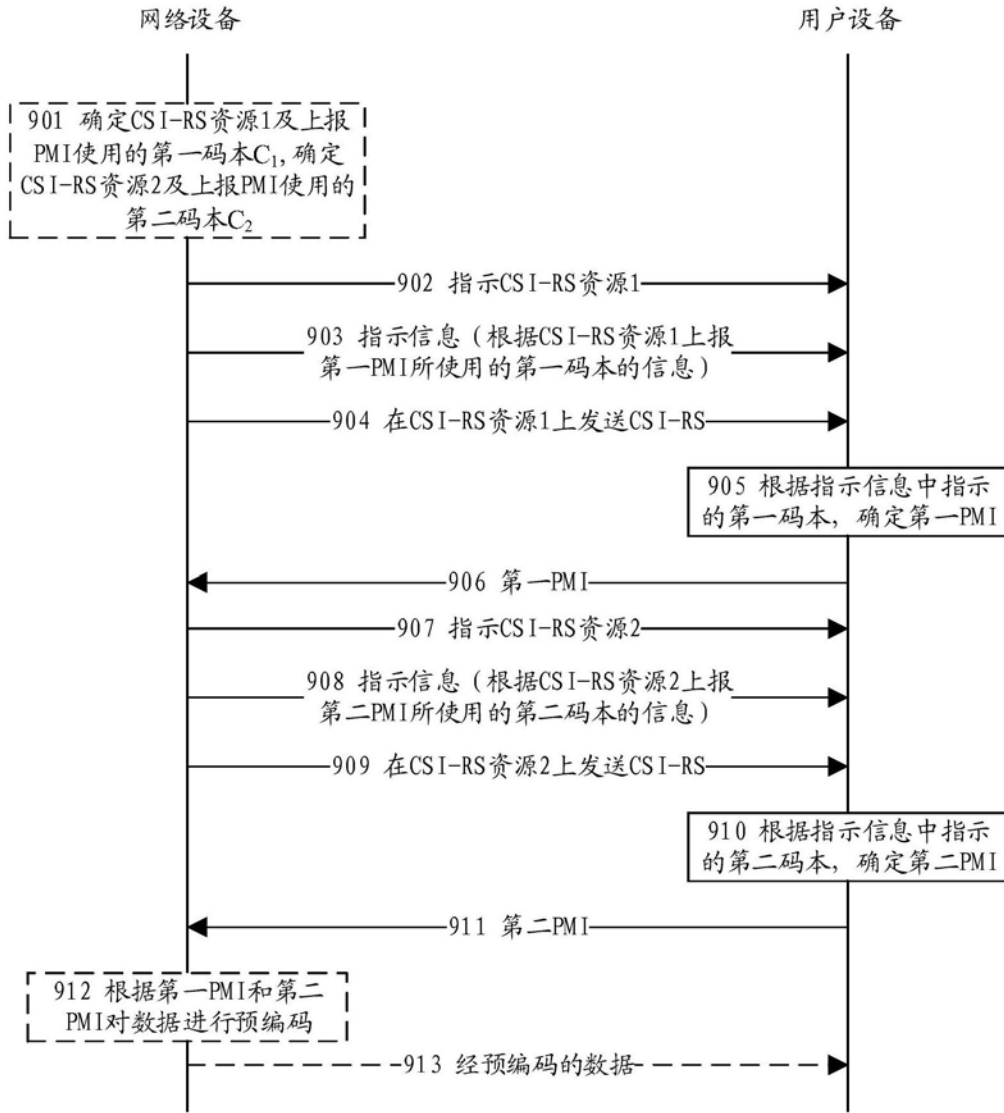 网络设备
用户设备
901 确定CSI-RS资源1及上报
PMI使用的第一码本C₁,确定
CSI-RS资源2及上报PMI使用的
第二码本C₂
902 指示CSI-RS资源1
903 指示信息（根据CSI-RS资源1上报
第一PMI所使用的第一码本的信息）
904 在CSI-RS资源1上发送CSI-RS
905 根据指示信息中指示
的第一码本，确定第一PMI
906 第一PMI
907 指示CSI-RS资源2
908 指示信息（根据CSI-RS资源2上报
第二PMI所使用的第二码本的信息）
909 在CSI-RS资源2上发送CSI-RS
910 根据指示信息中指示
的第二码本，确定第二PMI
911 第二PMI
912 根据第一PMI和第二
PMI对数据进行预编码
913 经预编码的数据